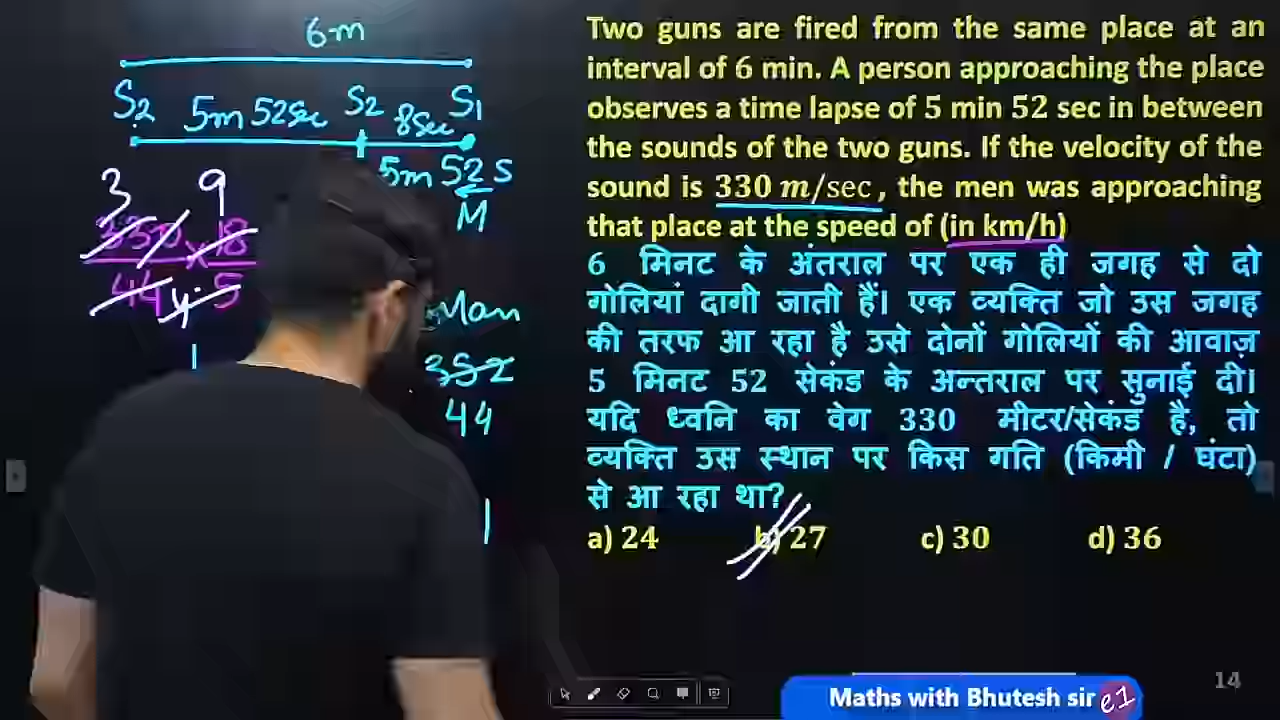 6m
S2 5m 52sec S2 8sec S1
5m 52 S
M
3 9
330 × 18
44 4 5
1
Man
352
44
1
Two guns are fired from the same place at an
interval of 6 min. A person approaching the place
observes a time lapse of 5 min 52 sec in between
the sounds of the two guns. If the velocity of the
sound is 330 m/sec, the men was approaching
that place at the speed of (in km/h)
6 मिनट के अंतराल पर एक ही जगह से दो
गोलियां दागी जाती हैं। एक व्यक्ति जो उस जगह
की तरफ आ रहा है उसे दोनों गोलियों की आवाज़
5 मिनट 52 सेकंड के अन्तराल पर सुनाई दी।
यदि ध्वनि का वेग 330 मीटर/सेकंड है, तो
व्यक्ति उस स्थान पर किस गति (किमी / घंटा)
से आ रहा था?
a) 24 b) 27 c) 30 d) 36
14
Maths with Bhutesh sir e1